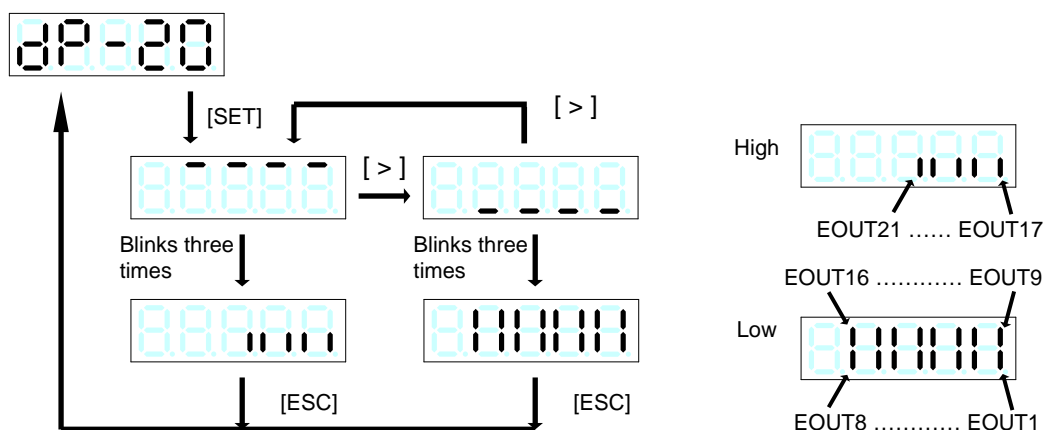 dP-20
[SET]
[ > ]
[ > ]
Blinks three
times
Blinks three
times
[ESC]
[ESC]
High
EOUT21 ...... EOUT17
EOUT16 ............ EOUT9
Low
EOUT8 ............ EOUT1